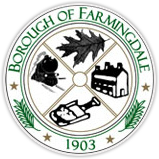 BOROUGH OF FARMINGDALE
1903